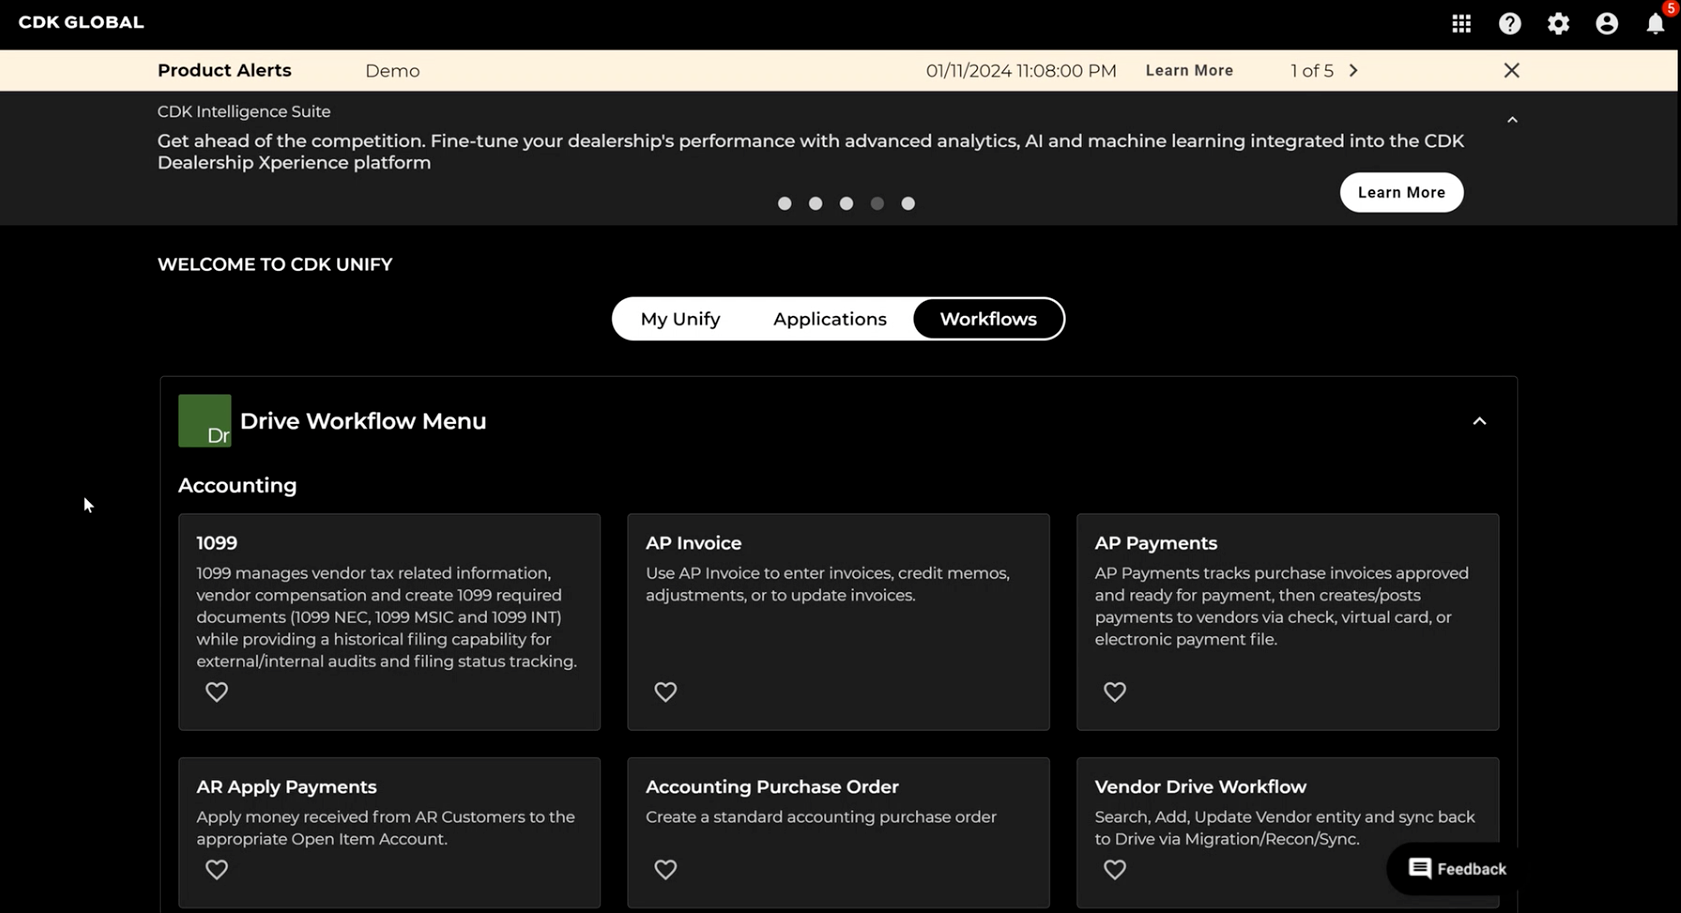 CDK GLOBAL
5
Product Alerts Demo 01/11/2024 11:08:00 PM Learn More 1 of 5
CDK Intelligence Suite
Get ahead of the competition. Fine-tune your dealership's performance with advanced analytics, AI and machine learning integrated into the CDK
Dealership Xperience platform
Learn More
WELCOME TO CDK UNIFY
My Unify Applications Workflows
Dr Drive Workflow Menu
Accounting
1099
1099 manages vendor tax related information,
vendor compensation and create 1099 required
documents (1099 NEC, 1099 MSIC and 1099 INT)
while providing a historical filing capability for
external/internal audits and filing status tracking.
AP Invoice
Use AP Invoice to enter invoices, credit memos,
adjustments, or to update invoices.
AP Payments
AP Payments tracks purchase invoices approved
and ready for payment, then creates/posts
payments to vendors via check, virtual card, or
electronic payment file.
AR Apply Payments
Apply money received from AR Customers to the
appropriate Open Item Account.
Accounting Purchase Order
Create a standard accounting purchase order
Vendor Drive Workflow
Search, Add, Update Vendor entity and sync back
to Drive via Migration/Recon/Sync.
Feedback